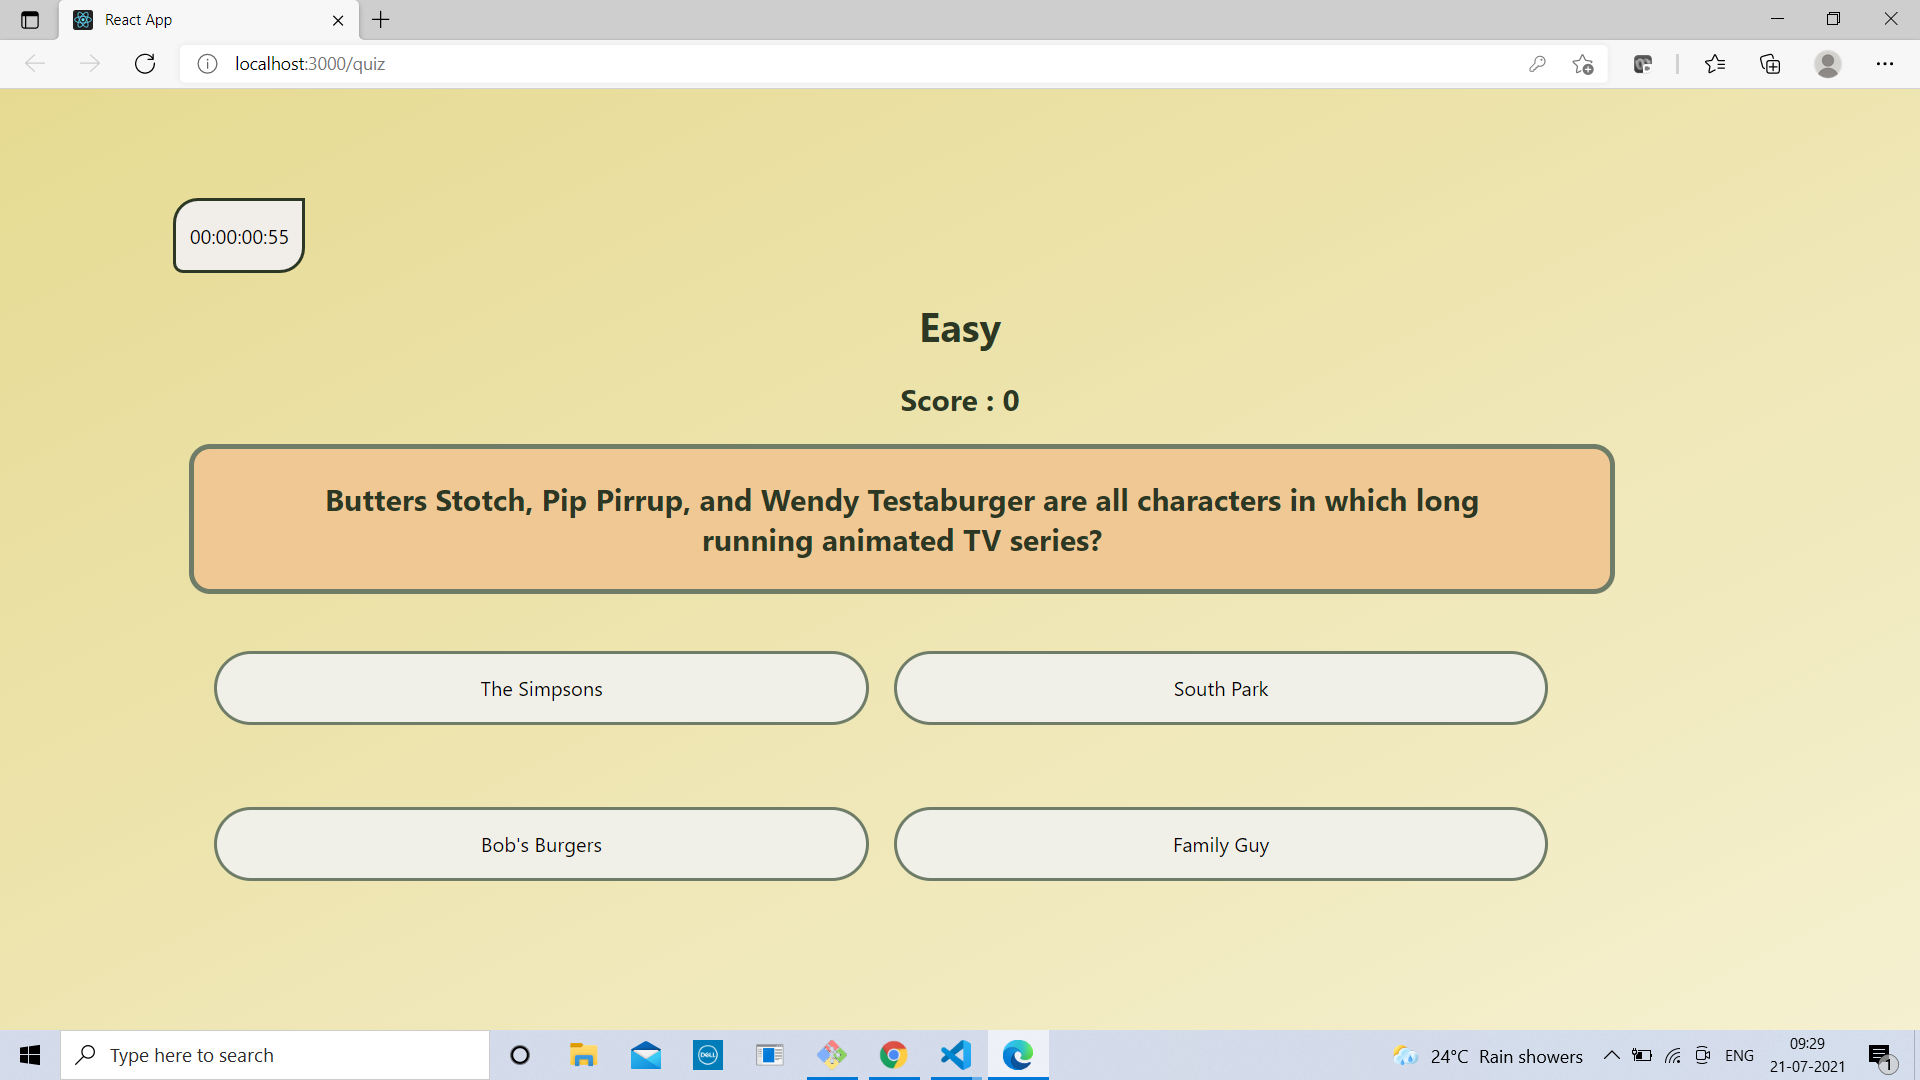 React App
localhost:3000/quiz
00:00:00:55
Easy
Score : 0
Butters Stotch, Pip Pirrup, and Wendy Testaburger are all characters in which long
running animated TV series?
The Simpsons
South Park
Bob's Burgers
Family Guy
Type here to search
DELL
24°C Rain showers
ENG
09:29
21-07-2021
1